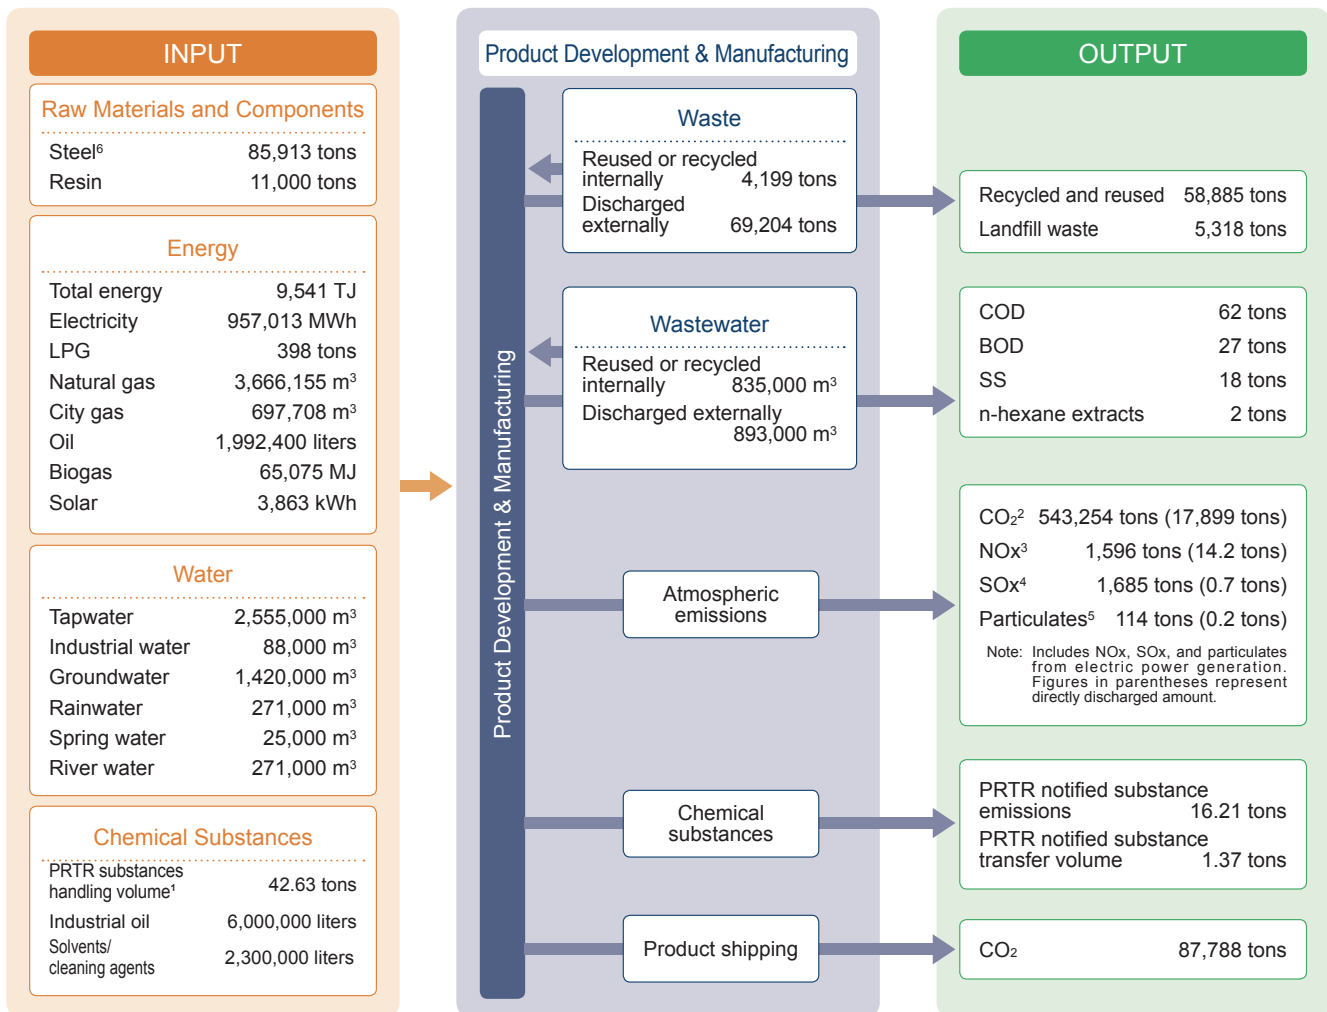 INPUT
Raw Materials and Components
Steel⁶ 85,913 tons
Resin 11,000 tons
Energy
Total energy 9,541 TJ
Electricity 957,013 MWh
LPG 398 tons
Natural gas 3,666,155 m³
City gas 697,708 m³
Oil 1,992,400 liters
Biogas 65,075 MJ
Solar 3,863 kWh
Water
Tapwater 2,555,000 m³
Industrial water 88,000 m³
Groundwater 1,420,000 m³
Rainwater 271,000 m³
Spring water 25,000 m³
River water 271,000 m³
Chemical Substances
PRTR substances
handling volume¹ 42.63 tons
Industrial oil 6,000,000 liters
Solvents/
cleaning agents 2,300,000 liters
Product Development & Manufacturing
Product Development & Manufacturing
Waste
Reused or recycled
internally 4,199 tons
Discharged
externally 69,204 tons
Wastewater
Reused or recycled
internally 835,000 m³
Discharged externally
893,000 m³
Atmospheric
emissions
Chemical
substances
Product shipping
OUTPUT
Recycled and reused 58,885 tons
Landfill waste 5,318 tons
COD 62 tons
BOD 27 tons
SS 18 tons
n-hexane extracts 2 tons
CO₂² 543,254 tons (17,899 tons)
NOx³ 1,596 tons (14.2 tons)
SOx⁴ 1,685 tons (0.7 tons)
Particulates⁵ 114 tons (0.2 tons)
Note: Includes NOx, SOx, and particulates
from electric power generation.
Figures in parentheses represent
directly discharged amount.
PRTR notified substance
emissions 16.21 tons
PRTR notified substance
transfer volume 1.37 tons
CO₂ 87,788 tons